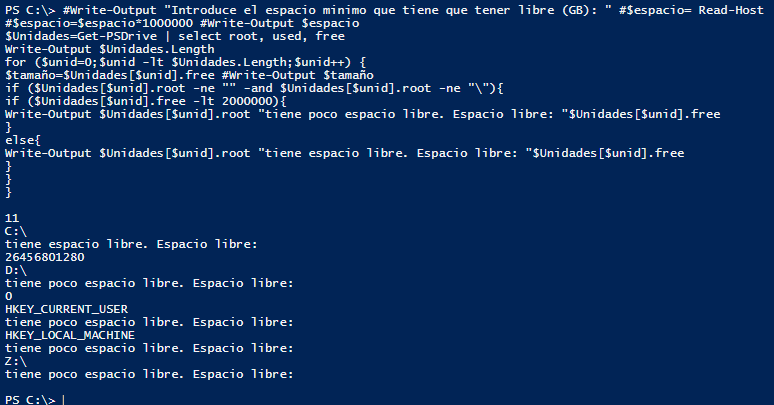 PS C:\> #Write-Output "Introduce el espacio minimo que tiene que tener libre (GB): " #$espacio= Read-Host
#$espacio=$espacio*1000000 #Write-Output $espacio
$Unidades=Get-PSDrive | select root, used, free
Write-Output $Unidades.Length
for ($unid=0;$unid -lt $Unidades.Length;$unid++) {
$tamaño=$Unidades[$unid].free #Write-Output $tamaño
if ($Unidades[$unid].root -ne "" -and $Unidades[$unid].root -ne "\"){
if ($Unidades[$unid].free -lt 2000000){
Write-Output $Unidades[$unid].root "tiene poco espacio libre. Espacio libre: "$Unidades[$unid].free
}
else{
Write-Output $Unidades[$unid].root "tiene espacio libre. Espacio libre: "$Unidades[$unid].free
}
}
}
11
C:\
tiene espacio libre. Espacio libre:
26456801280
D:\
tiene poco espacio libre. Espacio libre:
0
HKEY_CURRENT_USER
tiene poco espacio libre. Espacio libre:
HKEY_LOCAL_MACHINE
tiene poco espacio libre. Espacio libre:
Z:\
tiene poco espacio libre. Espacio libre:
PS C:\>